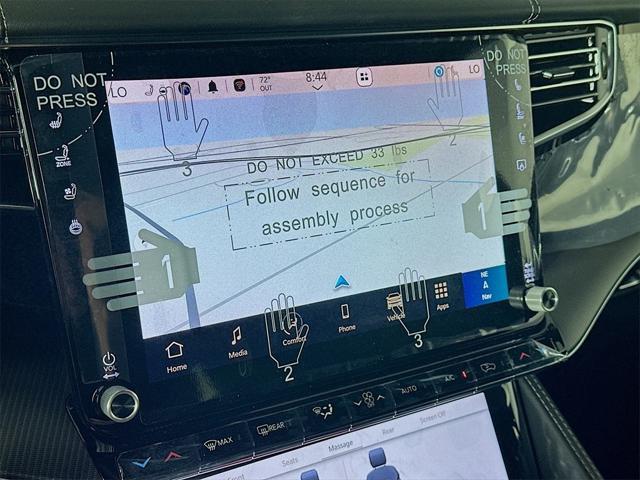 DO NOT
PRESS
DO NOT
PRESS
LO
72°
OUT
8:44
LO
3
2
DO NOT EXCEED 33 lbs
Follow sequence for
assembly process
1
1
ZONE
2
3
Home
Media
Comfort
Phone
Vehicle
Apps
NE
A
Nav
VOL
MAX
REAR
OFF
AUTO
A/C
Front
Seats
Massage
Rear
Screen Off